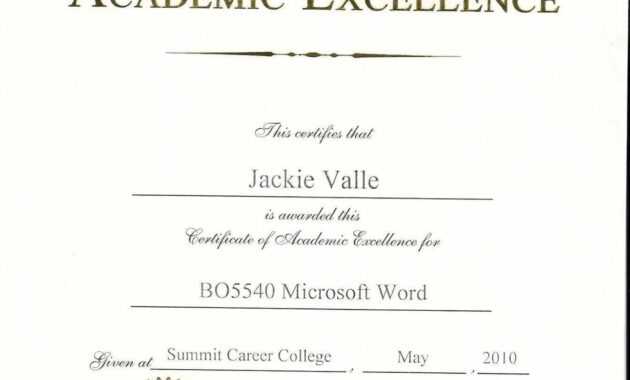 ACADEMIC EXCELLENCE
This certifies that
Jackie Valle
is awarded this
Certificate of Academic Excellence for
BO5540 Microsoft Word
Given at Summit Career College, May, 2010